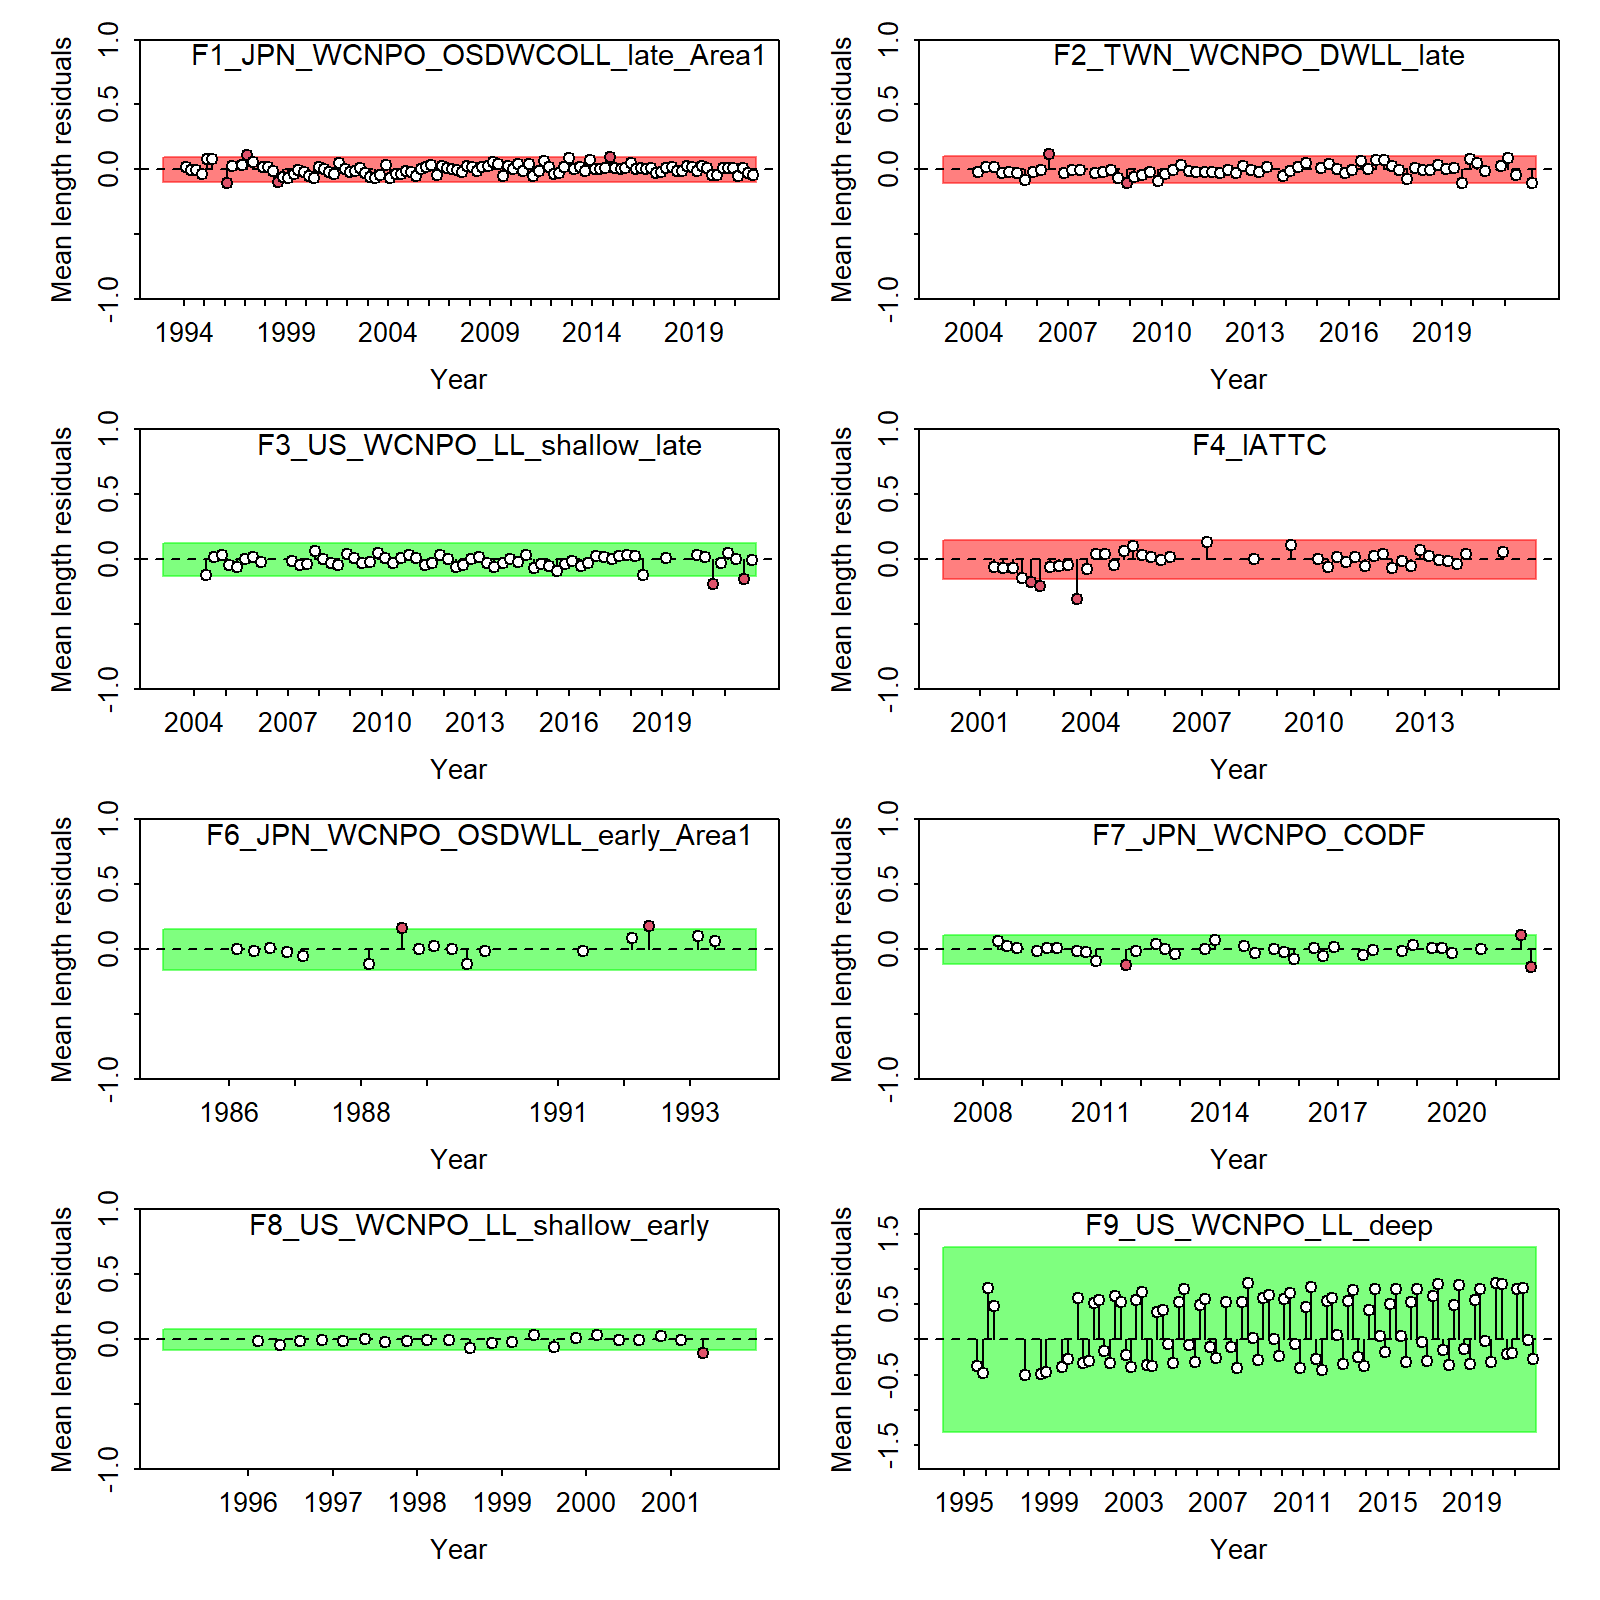 F1_JPN_WCNPO_OSDWCOLL_late_Area1
Mean length residuals
1.0
0.5
0.0
-1.0
1994 1999 2004 2009 2014 2019
Year
F2_TWN_WCNPO_DWLL_late
Mean length residuals
1.0
0.5
0.0
-1.0
2004 2007 2010 2013 2016 2019
Year
F3_US_WCNPO_LL_shallow_late
Mean length residuals
1.0
0.5
0.0
-1.0
2004 2007 2010 2013 2016 2019
Year
F4_IATTC
Mean length residuals
1.0
0.5
0.0
-1.0
2001 2004 2007 2010 2013
Year
F6_JPN_WCNPO_OSDWLL_early_Area1
Mean length residuals
1.0
0.5
0.0
-1.0
1986 1988 1991 1993
Year
F7_JPN_WCNPO_CODF
Mean length residuals
1.0
0.5
0.0
-1.0
2008 2011 2014 2017 2020
Year
F8_US_WCNPO_LL_shallow_early
Mean length residuals
1.0
0.5
0.0
-1.0
1996 1997 1998 1999 2000 2001
Year
F9_US_WCNPO_LL_deep
Mean length residuals
1.5
0.5
-0.5
-1.5
1995 1999 2003 2007 2011 2015 2019
Year